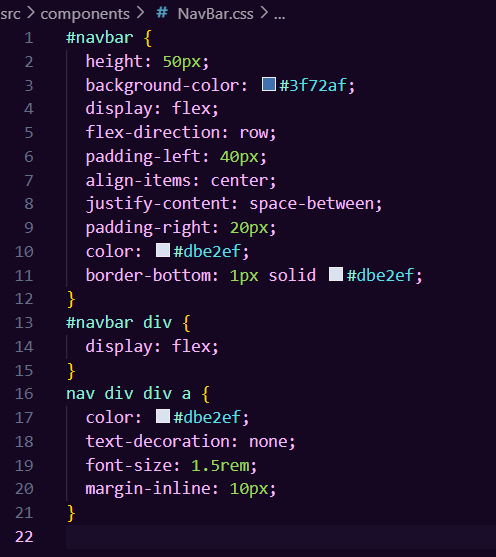 src > components > # NavBar.css > ...
1 #navbar {
2 height: 50px;
3 background-color: #3f72af;
4 display: flex;
5 flex-direction: row;
6 padding-left: 40px;
7 align-items: center;
8 justify-content: space-between;
9 padding-right: 20px;
10 color: #dbe2ef;
11 border-bottom: 1px solid #dbe2ef;
12 }
13 #navbar div {
14 display: flex;
15 }
16 nav div div a {
17 color: #dbe2ef;
18 text-decoration: none;
19 font-size: 1.5rem;
20 margin-inline: 10px;
21 }
22